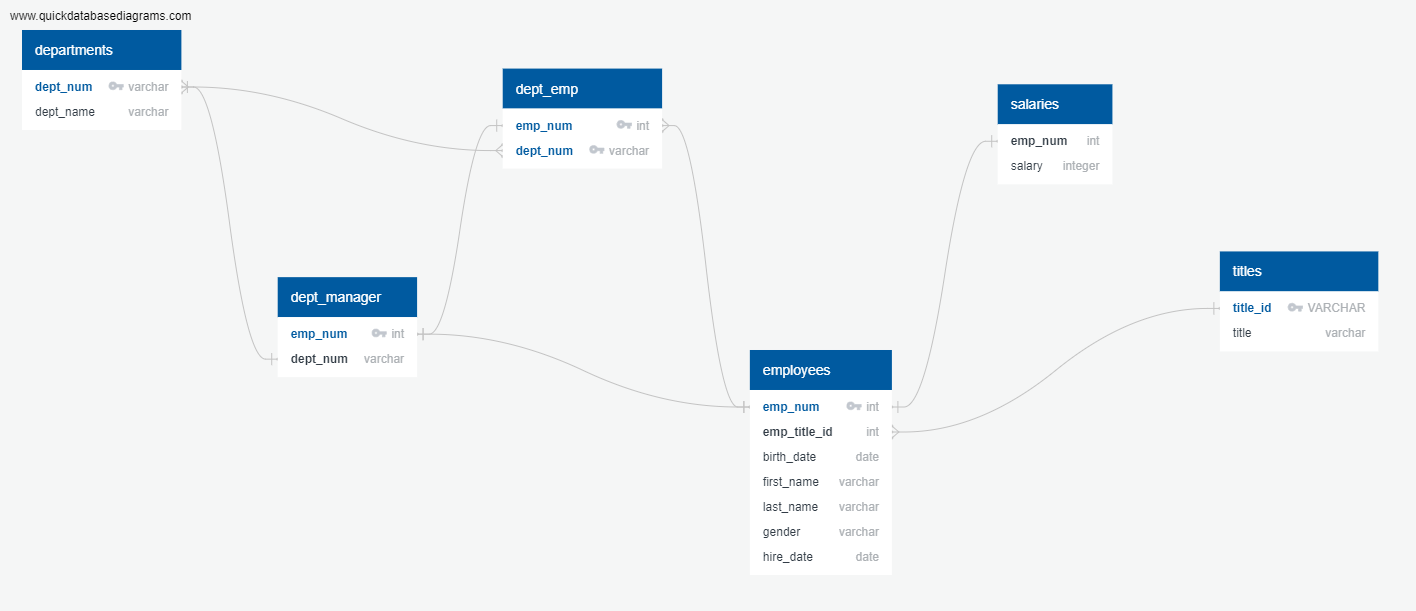 www.quickdatabasediagrams.com
departments
dept_num varchar
dept_name varchar
dept_emp
emp_num int
dept_num varchar
salaries
emp_num int
salary integer
dept_manager
emp_num int
dept_num varchar
titles
title_id VARCHAR
title varchar
employees
emp_num int
emp_title_id int
birth_date date
first_name varchar
last_name varchar
gender varchar
hire_date date